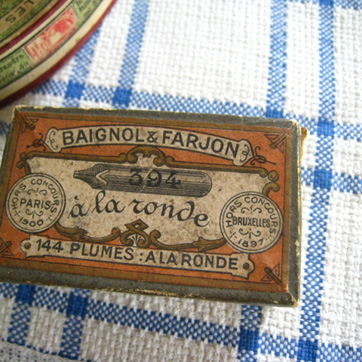 BAIGNOL & FARJON
394
à la ronde
HORS CONCOURS
PARIS
1900
HORS CONCOURS
BRUXELLES
1897
144 PLUMES : A LA RONDE